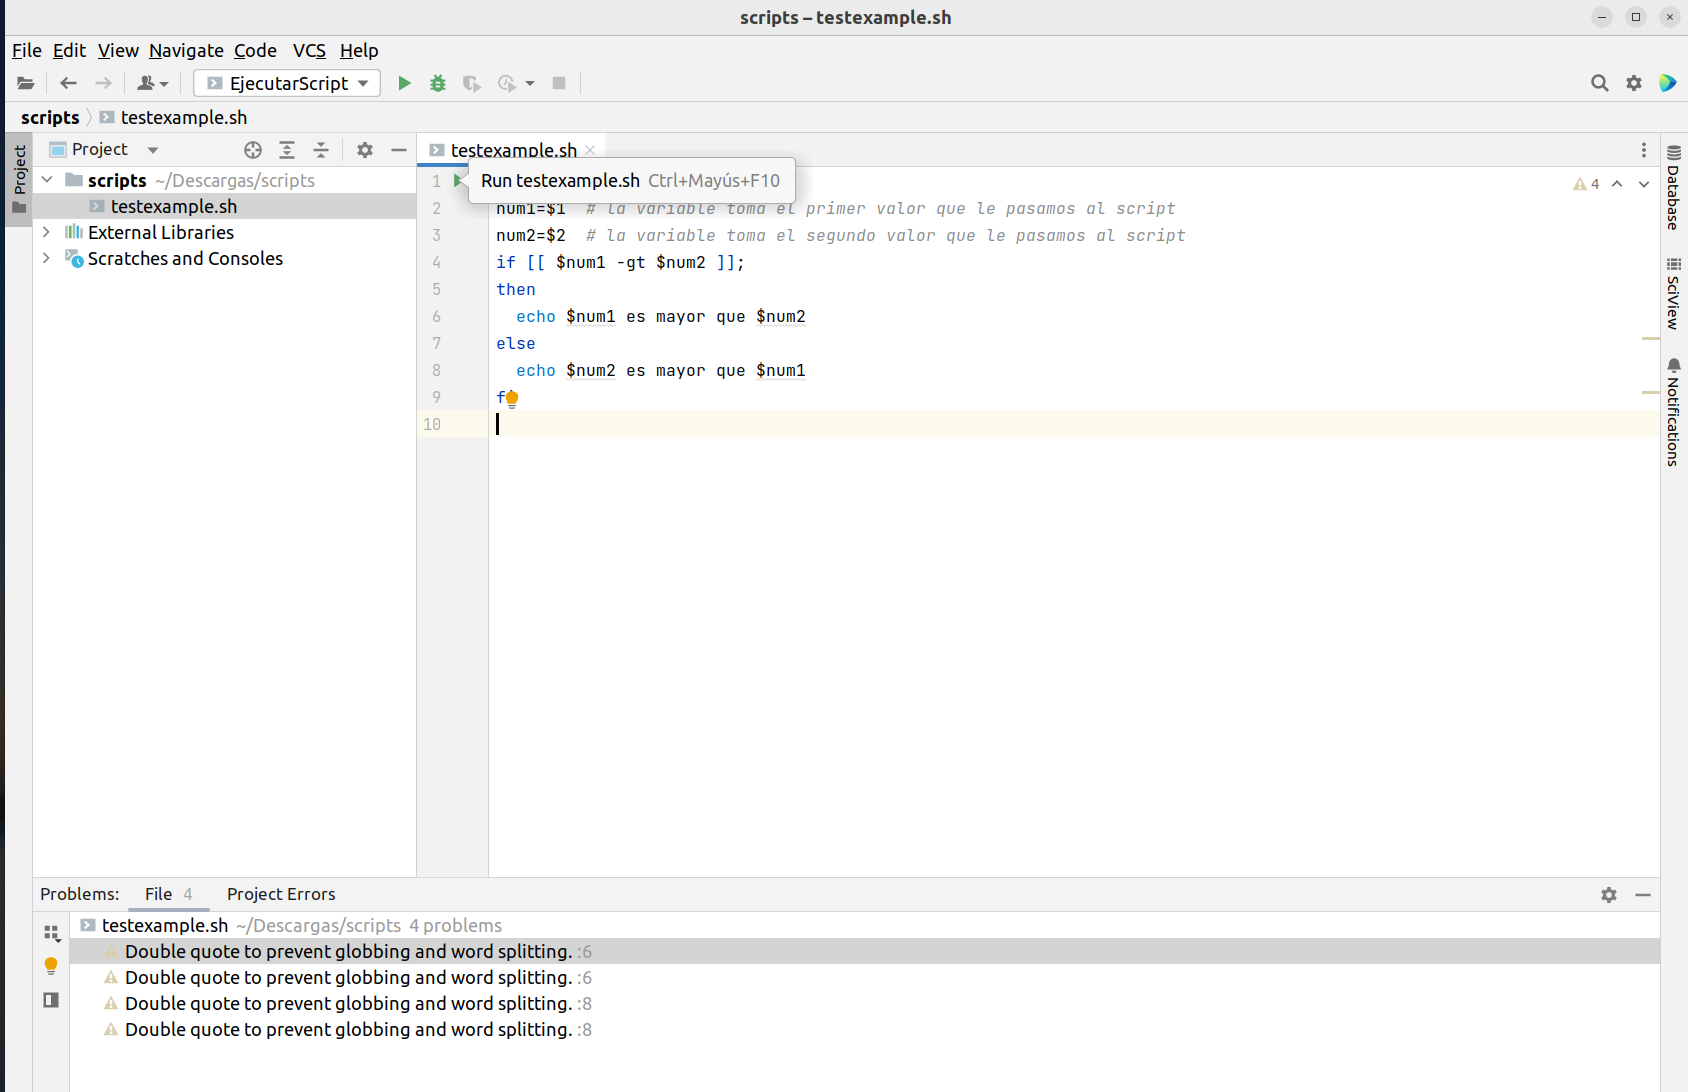 scripts – testexample.sh
File Edit View Navigate Code VCS Help
EjecutarScript
scripts testexample.sh
Project
Project
testexample.sh
1 Run testexample.sh Ctrl+Mayús+F10
4
scripts ~/Descargas/scripts
testexample.sh
External Libraries
Scratches and Consoles
2 num1=$1 # la variable toma el primer valor que le pasamos al script
3 num2=$2 # la variable toma el segundo valor que le pasamos al script
4 if [[ $num1 -gt $num2 ]];
5 then
6 echo $num1 es mayor que $num2
7 else
8 echo $num2 es mayor que $num1
9 f
10
Database
SciView
Notifications
Problems: File 4 Project Errors
testexample.sh ~/Descargas/scripts 4 problems
Double quote to prevent globbing and word splitting. :6
Double quote to prevent globbing and word splitting. :6
Double quote to prevent globbing and word splitting. :8
Double quote to prevent globbing and word splitting. :8